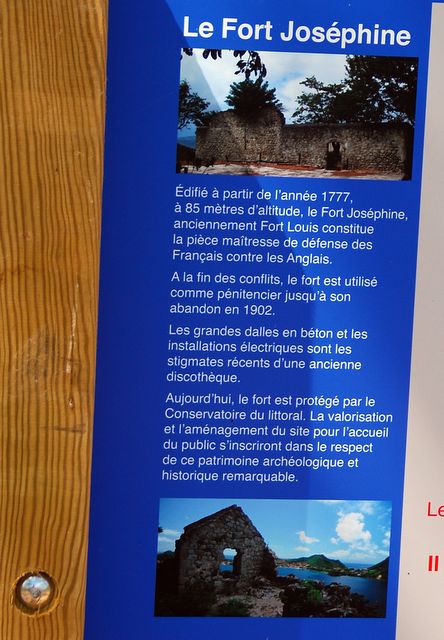 Le Fort Joséphine
Édifié à partir de l'année 1777,
à 85 mètres d'altitude, le Fort Joséphine,
anciennement Fort Louis constitue
la pièce maîtresse de défense des
Français contre les Anglais.
A la fin des conflits, le fort est utilisé
comme pénitencier jusqu'à son
abandon en 1902.
Les grandes dalles en béton et les
installations électriques sont les
stigmates récents d'une ancienne
discothèque.
Aujourd'hui, le fort est protégé par le
Conservatoire du littoral. La valorisation
et l'aménagement du site pour l'accueil
du public s'inscriront dans le respect
de ce patrimoine archéologique et
historique remarquable.
Le
Il